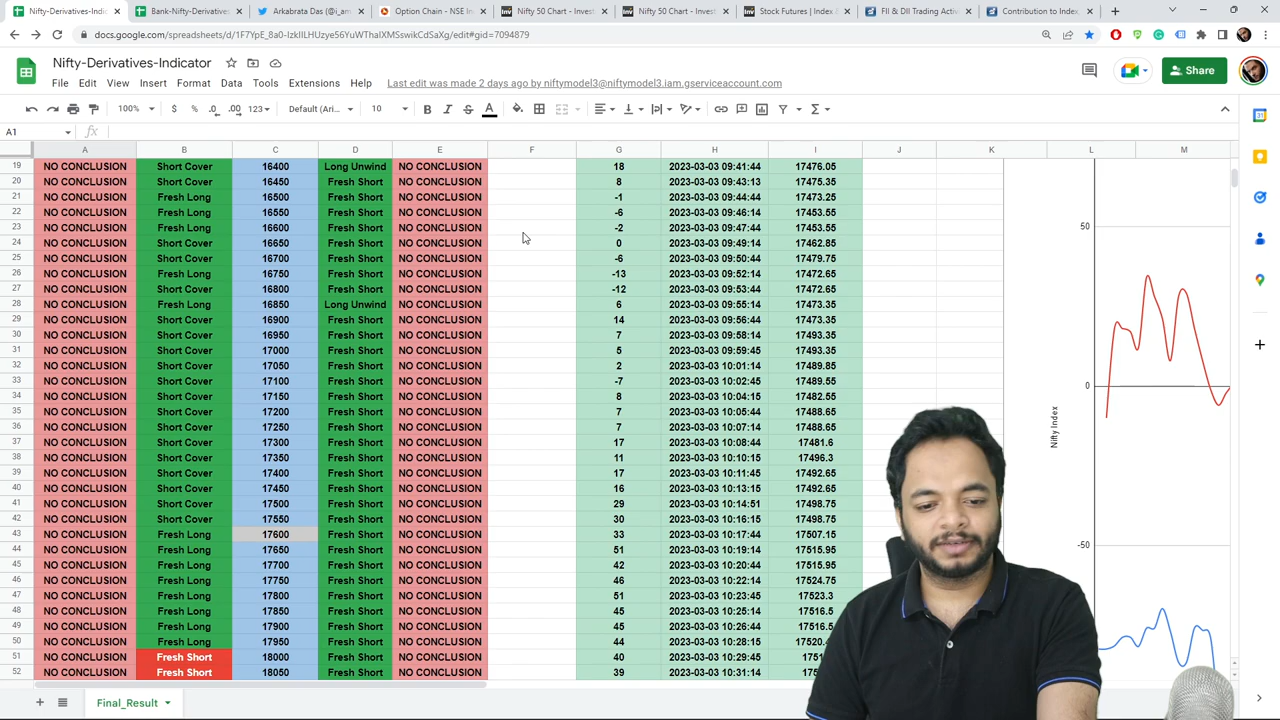 Nifty-Derivatives-Indicator
Bank-Nifty-Derivatives
Arkabrata Das (@i_am
Option Chain - NSE In
Nifty 50 Chart - Invest
Nifty 50 Chart - Invest
Stock Futures | Index &
FII & DII Trading Activ
Contribution to Index
Nifty-Derivatives-Indicator
File Edit View Insert Format Data Tools Extensions Help Last edit was made 2 days ago by niftymodel3@niftymodel3.iam.gserviceaccount.com
Share
100% $ % .0 .00 123 Default (Ari... 10 B I S A
A1 fx
A B C D E F G H I J K L M
19 NO CONCLUSION Short Cover 16400 Long Unwind NO CONCLUSION 18 2023-03-03 09:41:44 17476.05
20 NO CONCLUSION Short Cover 16450 Fresh Short NO CONCLUSION 8 2023-03-03 09:43:13 17475.35
21 NO CONCLUSION Fresh Long 16500 Fresh Short NO CONCLUSION -1 2023-03-03 09:44:44 17473.25
22 NO CONCLUSION Fresh Long 16550 Fresh Short NO CONCLUSION -6 2023-03-03 09:46:14 17453.55
23 NO CONCLUSION Fresh Long 16600 Fresh Short NO CONCLUSION -2 2023-03-03 09:47:44 17453.55
24 NO CONCLUSION Short Cover 16650 Fresh Short NO CONCLUSION 0 2023-03-03 09:49:14 17462.85
25 NO CONCLUSION Short Cover 16700 Fresh Short NO CONCLUSION -6 2023-03-03 09:50:44 17479.75
26 NO CONCLUSION Fresh Long 16750 Fresh Short NO CONCLUSION -13 2023-03-03 09:52:14 17472.65
27 NO CONCLUSION Short Cover 16800 Fresh Short NO CONCLUSION -12 2023-03-03 09:53:44 17472.65
28 NO CONCLUSION Fresh Long 16850 Long Unwind NO CONCLUSION 6 2023-03-03 09:55:14 17473.35
29 NO CONCLUSION Short Cover 16900 Fresh Short NO CONCLUSION 14 2023-03-03 09:56:44 17473.35
30 NO CONCLUSION Short Cover 16950 Fresh Short NO CONCLUSION 7 2023-03-03 09:58:14 17493.35
31 NO CONCLUSION Short Cover 17000 Fresh Short NO CONCLUSION 5 2023-03-03 09:59:45 17493.35
32 NO CONCLUSION Short Cover 17050 Fresh Short NO CONCLUSION 2 2023-03-03 10:01:14 17489.85
33 NO CONCLUSION Short Cover 17100 Fresh Short NO CONCLUSION -7 2023-03-03 10:02:45 17489.55
34 NO CONCLUSION Short Cover 17150 Fresh Short NO CONCLUSION 8 2023-03-03 10:04:15 17482.55
35 NO CONCLUSION Short Cover 17200 Fresh Short NO CONCLUSION 7 2023-03-03 10:05:44 17488.65
36 NO CONCLUSION Short Cover 17250 Fresh Short NO CONCLUSION 7 2023-03-03 10:07:14 17488.65
37 NO CONCLUSION Short Cover 17300 Fresh Short NO CONCLUSION 17 2023-03-03 10:08:44 17481.6
38 NO CONCLUSION Short Cover 17350 Fresh Short NO CONCLUSION 11 2023-03-03 10:10:15 17496.3
39 NO CONCLUSION Short Cover 17400 Fresh Short NO CONCLUSION 17 2023-03-03 10:11:45 17492.65
40 NO CONCLUSION Short Cover 17450 Fresh Short NO CONCLUSION 16 2023-03-03 10:13:15 17492.65
41 NO CONCLUSION Short Cover 17500 Fresh Short NO CONCLUSION 29 2023-03-03 10:14:51 17498.75
42 NO CONCLUSION Short Cover 17550 Fresh Short NO CONCLUSION 30 2023-03-03 10:16:15 17498.75
43 NO CONCLUSION Fresh Long 17600 Fresh Short NO CONCLUSION 33 2023-03-03 10:17:44 17507.15
44 NO CONCLUSION Fresh Long 17650 Fresh Short NO CONCLUSION 51 2023-03-03 10:19:14 17515.95
45 NO CONCLUSION Fresh Long 17700 Fresh Short NO CONCLUSION 42 2023-03-03 10:20:44 17515.95
46 NO CONCLUSION Fresh Long 17750 Fresh Short NO CONCLUSION 46 2023-03-03 10:22:14 17524.75
47 NO CONCLUSION Fresh Long 17800 Fresh Short NO CONCLUSION 51 2023-03-03 10:23:45 17523.3
48 NO CONCLUSION Fresh Long 17850 Fresh Short NO CONCLUSION 45 2023-03-03 10:25:14 17516.5
49 NO CONCLUSION Fresh Long 17900 Fresh Short NO CONCLUSION 45 2023-03-03 10:26:44 17516.5
50 NO CONCLUSION Fresh Long 17950 Fresh Short NO CONCLUSION 44 2023-03-03 10:28:15
51 NO CONCLUSION Fresh Short 18000 Fresh Short NO CONCLUSION 40 2023-03-03 10:29:45
52 NO CONCLUSION Fresh Short 18050 Fresh Short NO CONCLUSION 39 2023-03-03 10:31:14
50
0
-50
Nifty Index
Final_Result